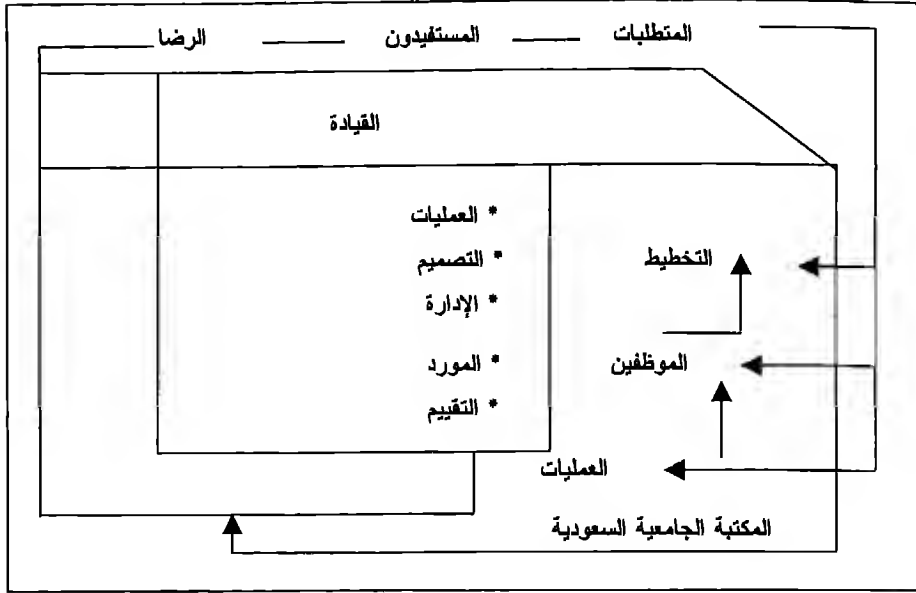 المتطلبات المستفيدون الرضا
القيادة
* العمليات
* التصميم
* الإدارة
* المورد
* التقييم
التخطيط
الموظفين
العمليات
المكتبة الجامعية السعودية